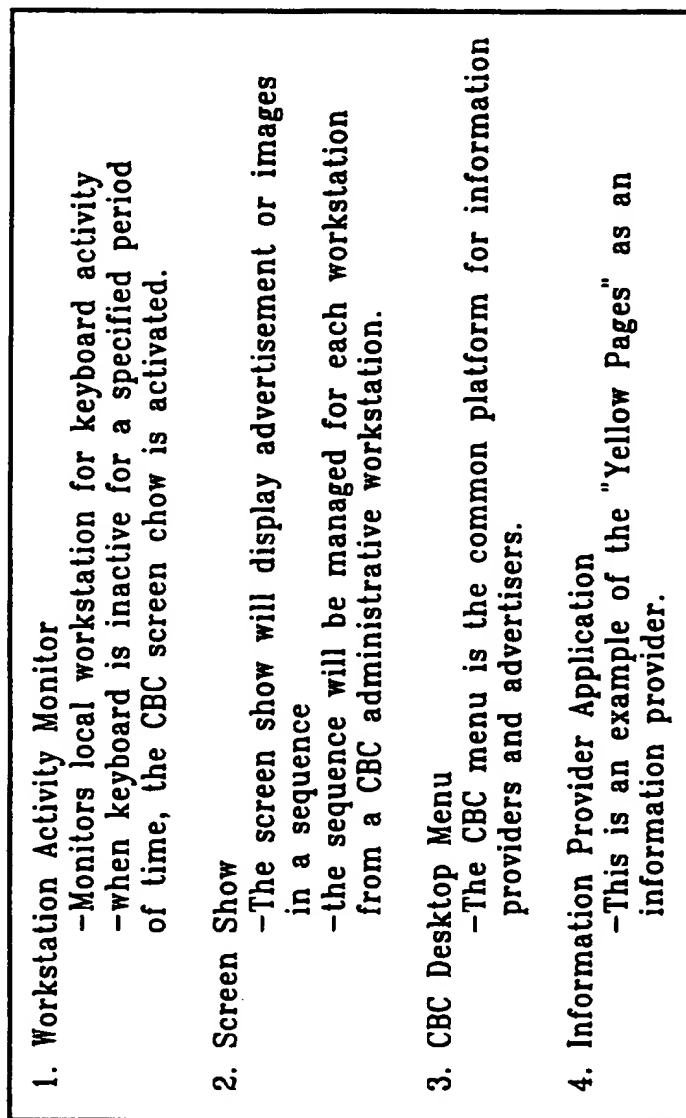 1. Workstation Activity Monitor
-Monitors local workstation for keyboard activity
-when keyboard is inactive for a specified period
of time, the CBC screen chow is activated.
2. Screen Show
-The screen show will display advertisement or images
in a sequence
-the sequence will be managed for each workstation
from a CBC administrative workstation.
3. CBC Desktop Menu
-The CBC menu is the common platform for information
providers and advertisers.
4. Information Provider Application
-This is an example of the "Yellow Pages" as an
information provider.